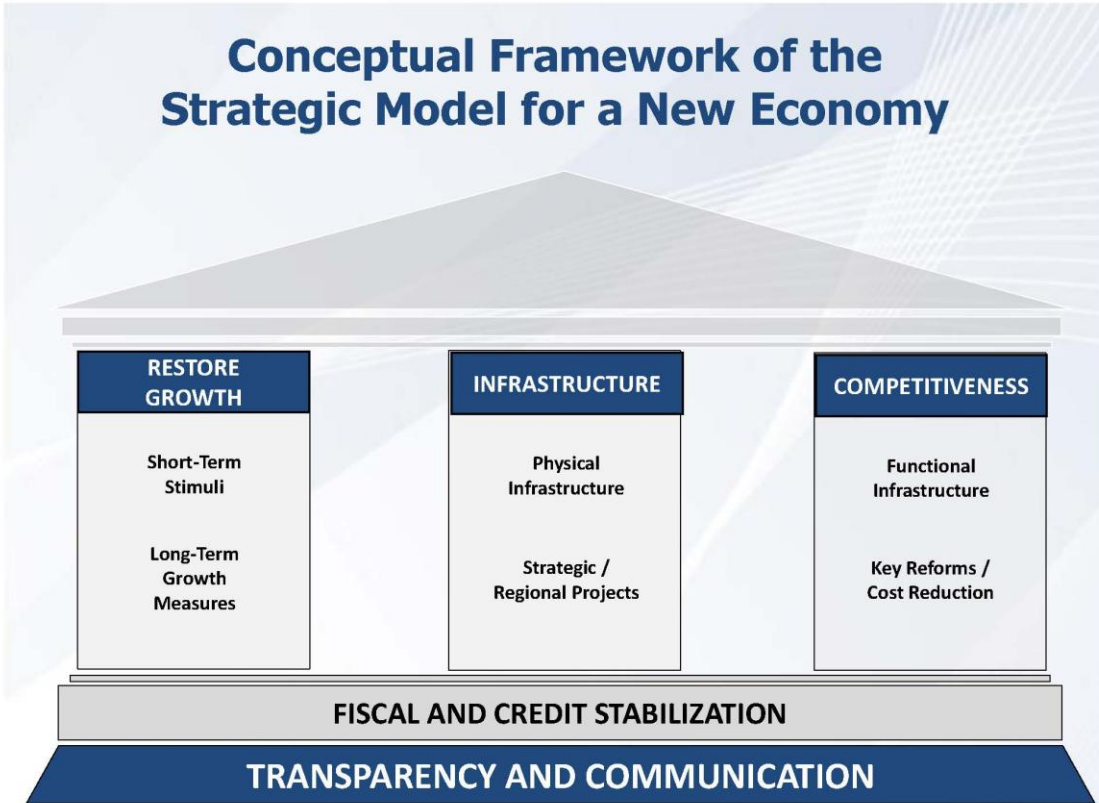 Conceptual Framework of the
Strategic Model for a New Economy
RESTORE
GROWTH
Short-Term
Stimuli
Long-Term
Growth
Measures
INFRASTRUCTURE
Physical
Infrastructure
Strategic /
Regional Projects
COMPETITIVENESS
Functional
Infrastructure
Key Reforms /
Cost Reduction
FISCAL AND CREDIT STABILIZATION
TRANSPARENCY AND COMMUNICATION